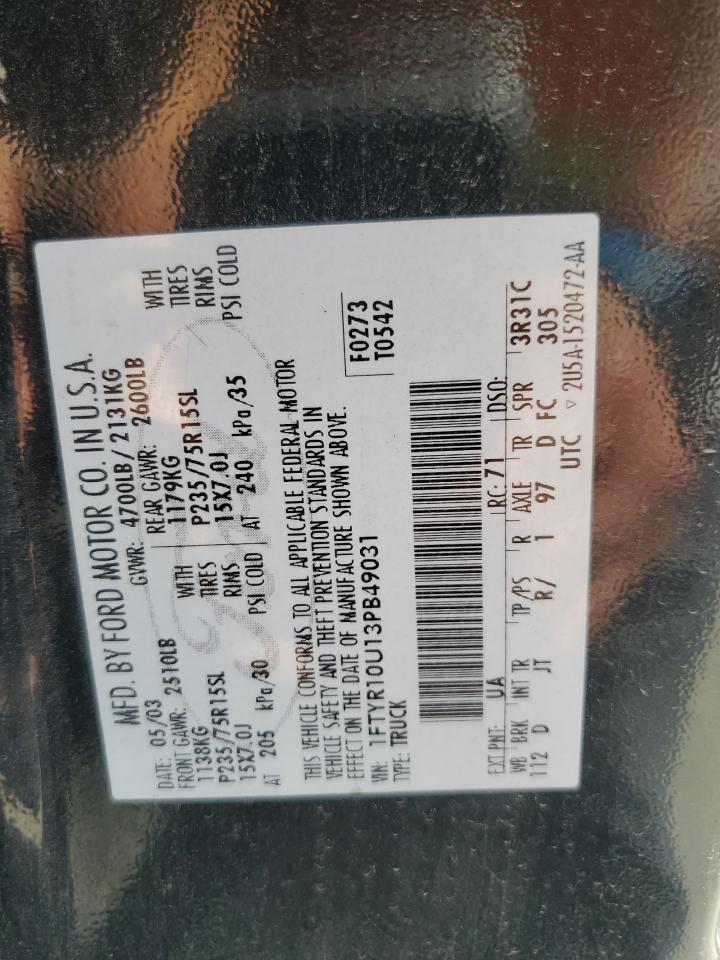 MFD. BY FORD MOTOR CO. IN U.S.A.
DATE: 05/03 GVWR: 4700LB / 2131KG
FRONT GAWR: 2510LB REAR GAWR: 2600LB
1138KG WITH 1179KG WITH
P235/75R15SL TIRES P235/75R15SL TIRES
15X7.0J RIMS 15X7.0J RIMS
AT 205 kPa/30 PSI COLD AT 240 kPa/35 PSI COLD
THIS VEHICLE CONFORMS TO ALL APPLICABLE FEDERAL MOTOR
VEHICLE SAFETY AND THEFT PREVENTION STANDARDS IN
EFFECT ON THE DATE OF MANUFACTURE SHOWN ABOVE.
VIN: 1FTYR10U13PB49031 F0273
TYPE: TRUCK T0542
EXT PNT: UA RC: 71 DSO:
WB BRK INT TR TP/PS R AXLE TR SPR 3R31C
112 D JT R/ 1 97 D FC 305
UTC ▽ 2U5A-1520472-AA